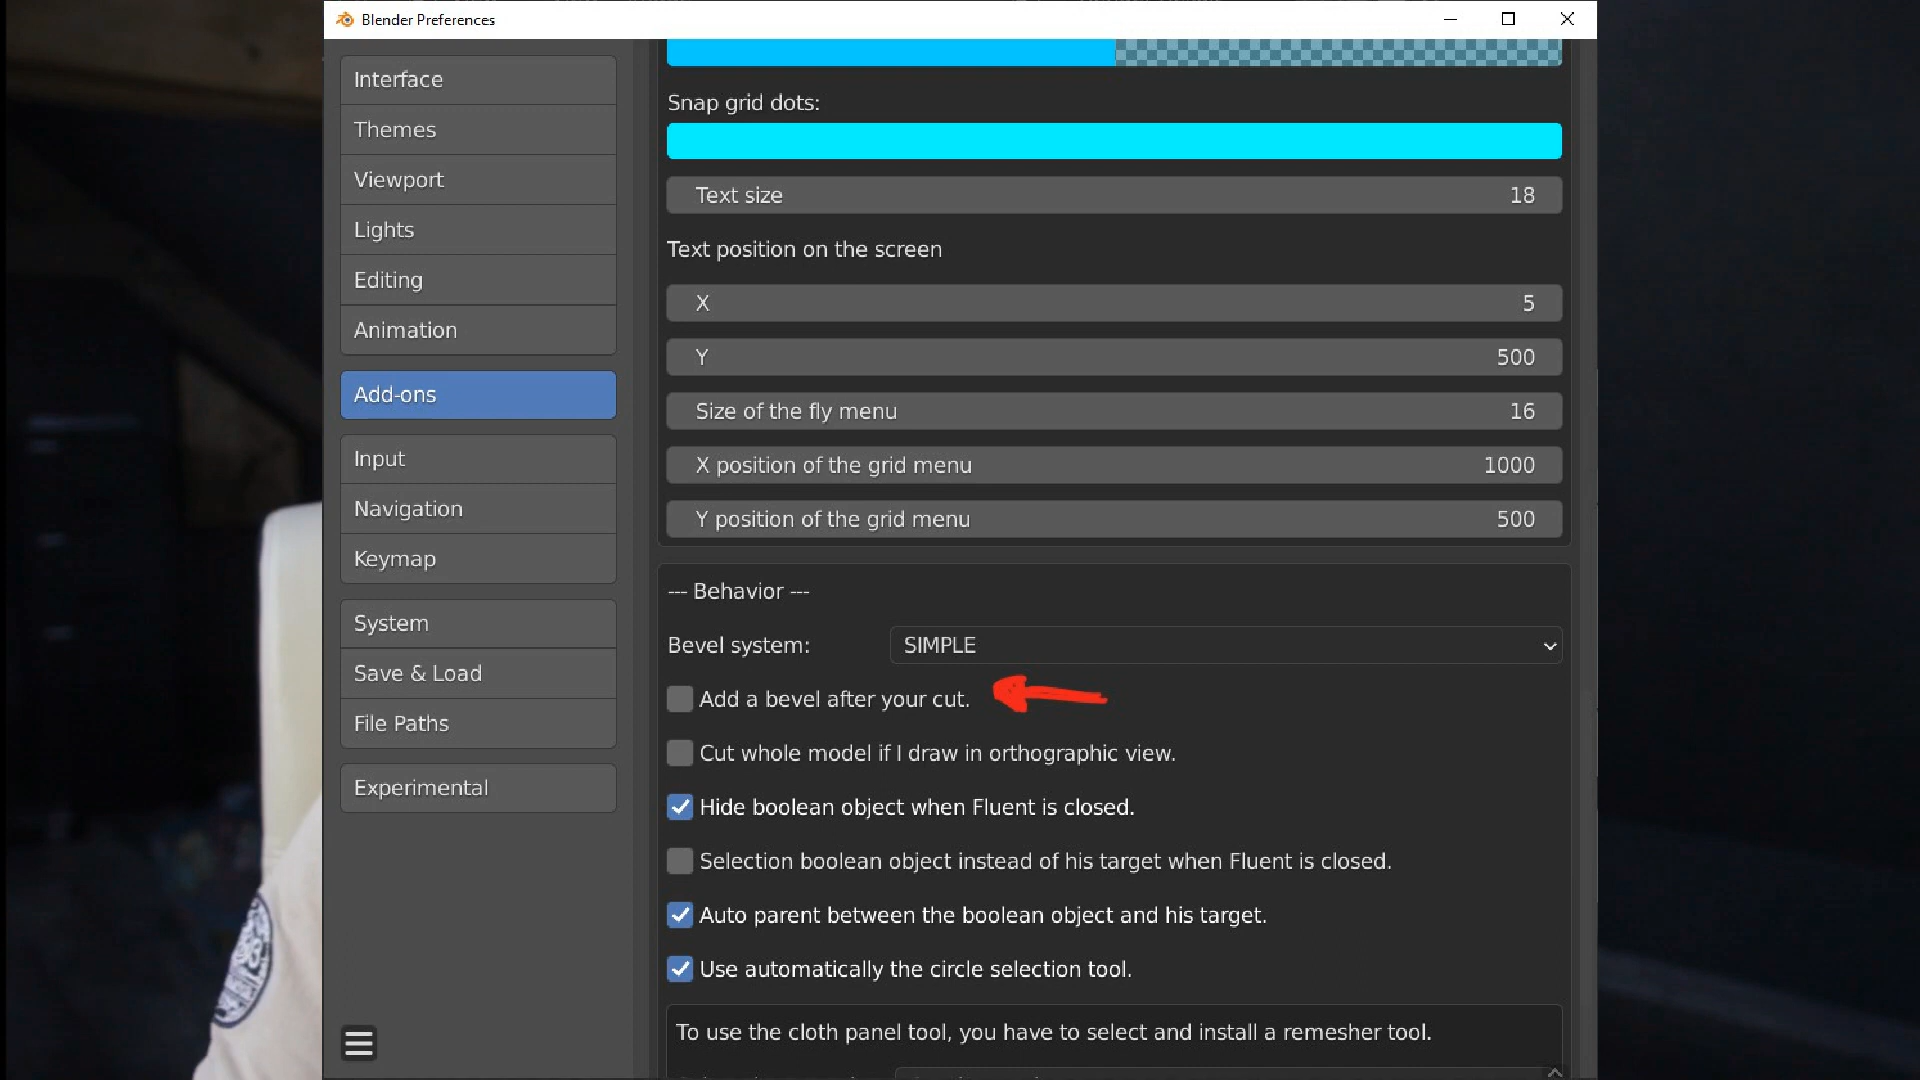 Blender Preferences
Interface
Themes
Viewport
Lights
Editing
Animation
Add-ons
Input
Navigation
Keymap
System
Save & Load
File Paths
Experimental
Snap grid dots:
Text size 18
Text position on the screen
X 5
Y 500
Size of the fly menu 16
X position of the grid menu 1000
Y position of the grid menu 500
--- Behavior ---
Bevel system: SIMPLE
Add a bevel after your cut.
Cut whole model if I draw in orthographic view.
Hide boolean object when Fluent is closed.
Selection boolean object instead of his target when Fluent is closed.
Auto parent between the boolean object and his target.
Use automatically the circle selection tool.
To use the cloth panel tool, you have to select and install a remesher tool.